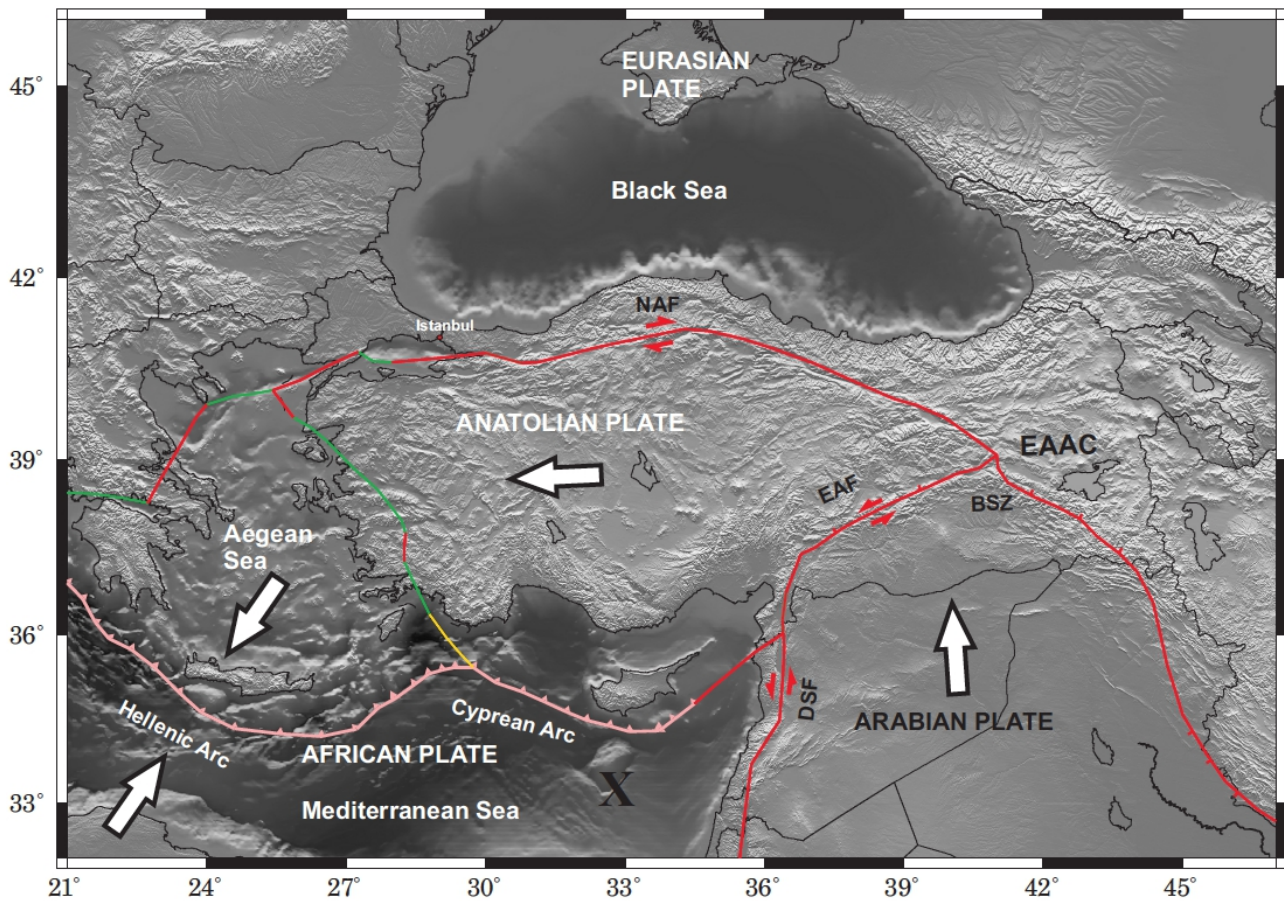 EURASIAN
PLATE
45°
Black Sea
42°
NAF
Istanbul
ANATOLIAN PLATE
39°
EAAC
EAF
BSZ
Aegean
Sea
36°
DSF
ARABIAN PLATE
Cyprean Arc
Hellenic Arc
AFRICAN PLATE
X
33°
Mediterranean Sea
21°
24°
27°
30°
33°
36°
39°
42°
45°